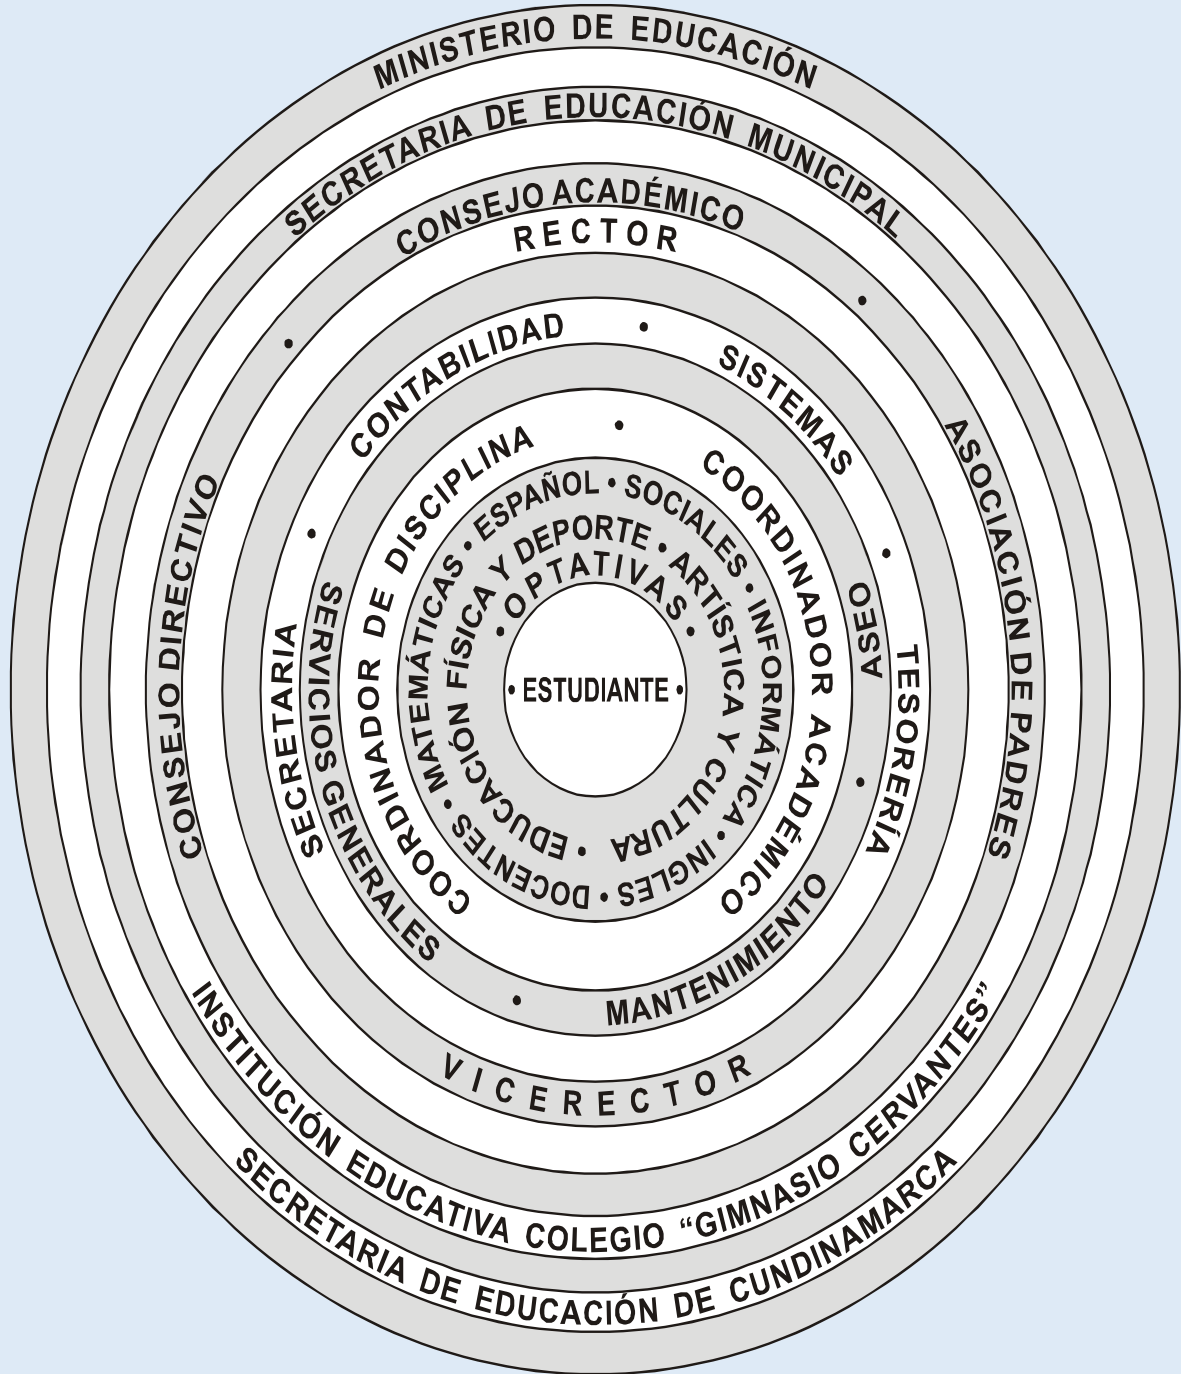 MINISTERIO DE EDUCACIÓN
SECRETARIA DE EDUCACIÓN DE CUNDINAMARCA
SECRETARIA DE EDUCACIÓN MUNICIPAL
INSTITUCIÓN EDUCATIVA COLEGIO “GIMNASIO CERVANTES”
CONSEJO DIRECTIVO • CONSEJO ACADÉMICO • ASOCIACIÓN DE PADRES
RECTOR
VICERECTOR
SECRETARIA • CONTABILIDAD • SISTEMAS • TESORERÍA
SERVICIOS GENERALES • MANTENIMIENTO • ASEO
COORDINADOR DE DISCIPLINA • COORDINADOR ACADÉMICO
DOCENTES • MATEMÁTICAS • ESPAÑOL • SOCIALES • INFORMÁTICA • INGLES •
• EDUCACIÓN FÍSICA Y DEPORTE • ARTÍSTICA Y CULTURA
• OPTATIVAS •
• ESTUDIANTE •